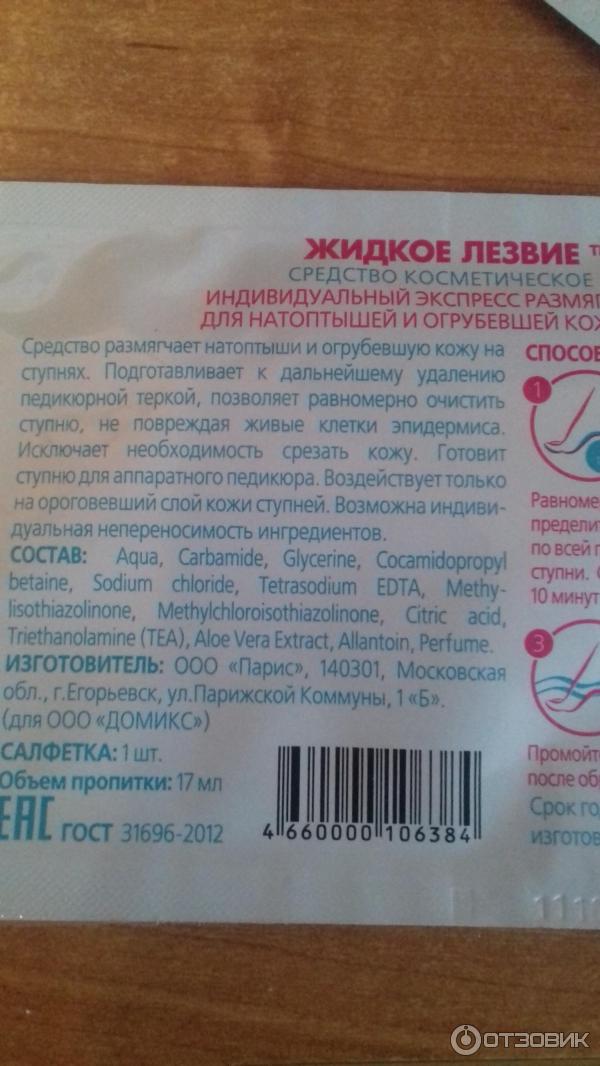 ЖИДКОЕ ЛЕЗВИЕ
СРЕДСТВО КОСМЕТИЧЕСКОЕ
ИНДИВИДУАЛЬНЫЙ ЭКСПРЕСС РАЗМЯГ
ДЛЯ НАТОПТЫШЕЙ И ОГРУБЕВШЕЙ КОЖ
Средство размягчает натоптыши и огрубевшую кожу на
ступнях. Подготавливает к дальнейшему удалению
педикюрной теркой, позволяет равномерно очистить
ступню, не повреждая живые клетки эпидермиса.
Исключает необходимость срезать кожу. Готовит
ступню для аппаратного педикюра. Воздействует только
на ороговевший слой кожи ступней. Возможна индиви-
дуальная непереносимость ингредиентов.
СОСТАВ: Aqua, Carbamide, Glycerine, Cocamidopropyl
betaine, Sodium chloride, Tetrasodium EDTA, Methy-
lisothiazolinone, Methylchloroisothiazolinone, Citric acid,
Triethanolamine (TEA), Aloe Vera Extract, Allantoin, Perfume.
ИЗГОТОВИТЕЛЬ: ООО «Парис», 140301, Московская
обл., г.Егорьевск, ул.Парижской Коммуны, 1 «Б».
(для ООО «ДОМИКС»)
САЛФЕТКА: 1 шт.
Объем пропитки: 17 мл
ЕАС ГОСТ 31696-2012
4 660000 106384
СПОСОБ
1
Равноме
пределит
по всей п
ступни. С
10 минут
3
Промойте
после об
Срок го
изготов
ОТЗОВИК